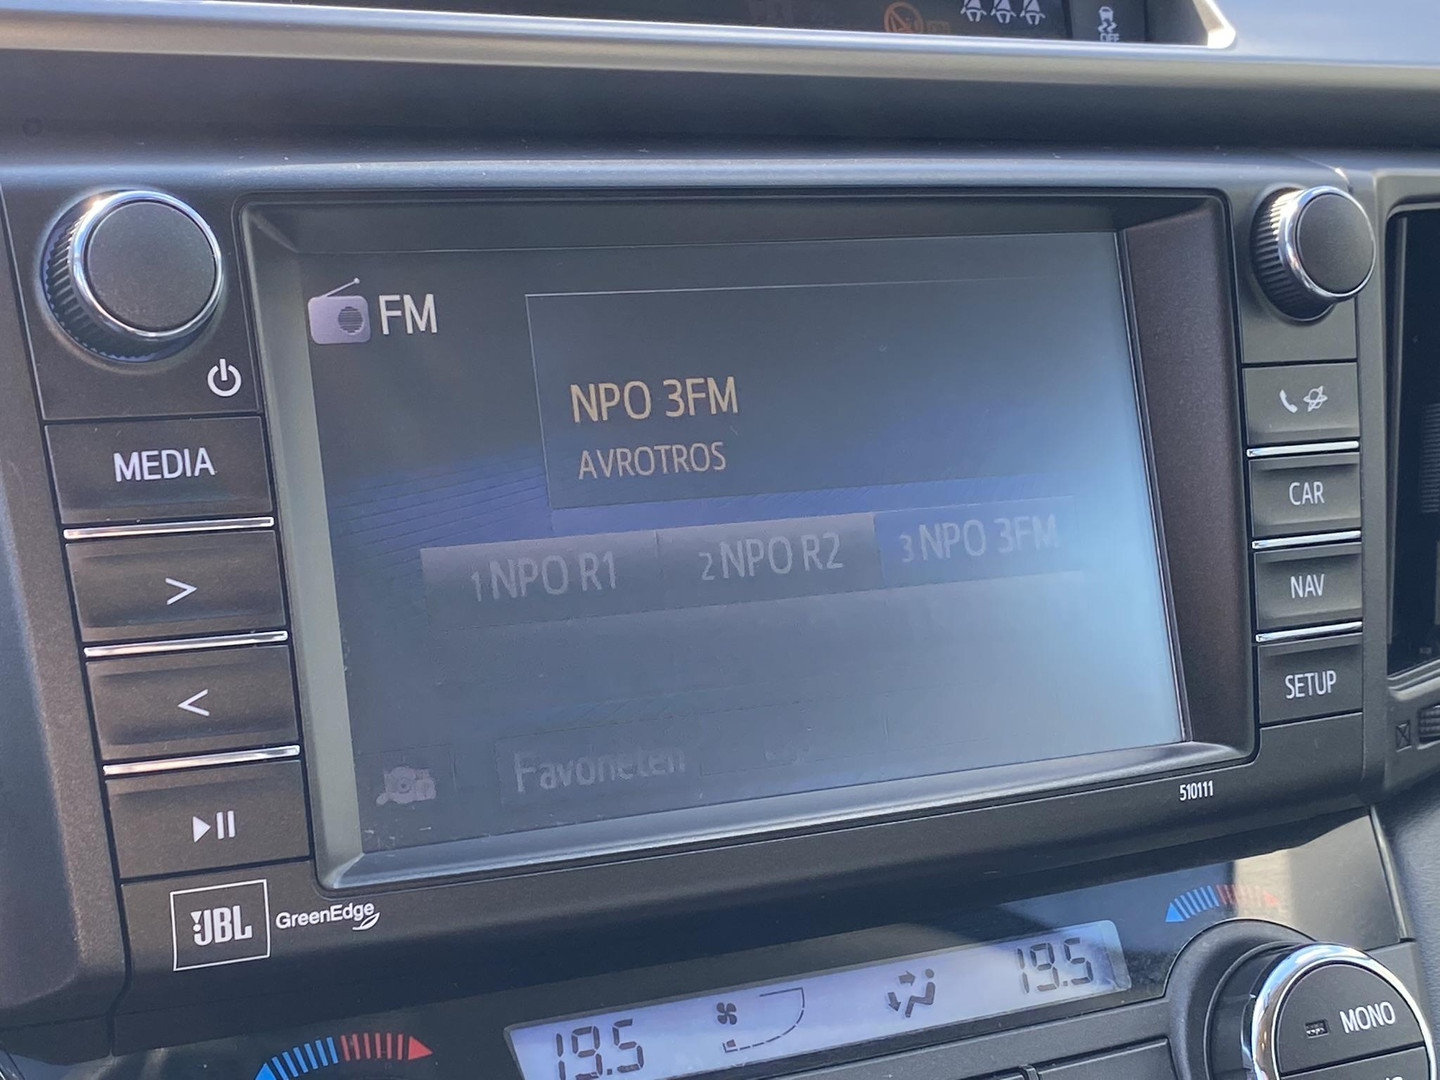 OFF
FM
NPO 3FM
AVROTROS
MEDIA
1 NPO R1
2 NPO R2
3 NPO 3FM
CAR
NAV
SETUP
Favorieten
510111
JBL
GreenEdge
19.5
19.5
MONO